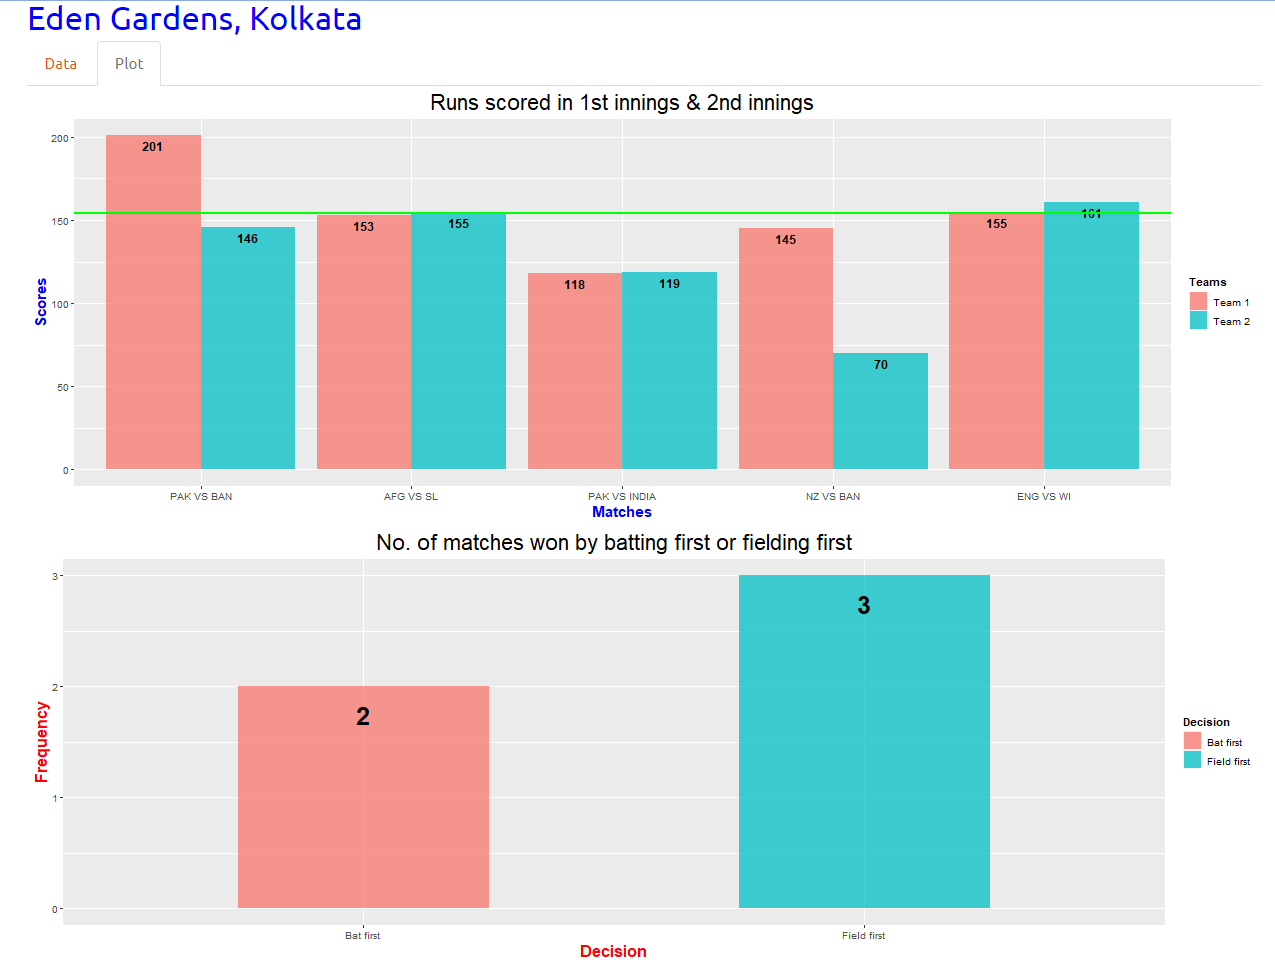 Eden Gardens, Kolkata
Data Plot
Runs scored in 1st innings & 2nd innings
Scores
200
150
100
50
0
201
146
153
155
118
119
145
70
155
161
PAK VS BAN AFG VS SL PAK VS INDIA NZ VS BAN ENG VS WI
Matches
Teams
Team 1
Team 2
No. of matches won by batting first or fielding first
Frequency
3
2
1
0
2
3
Bat first Field first
Decision
Decision
Bat first
Field first